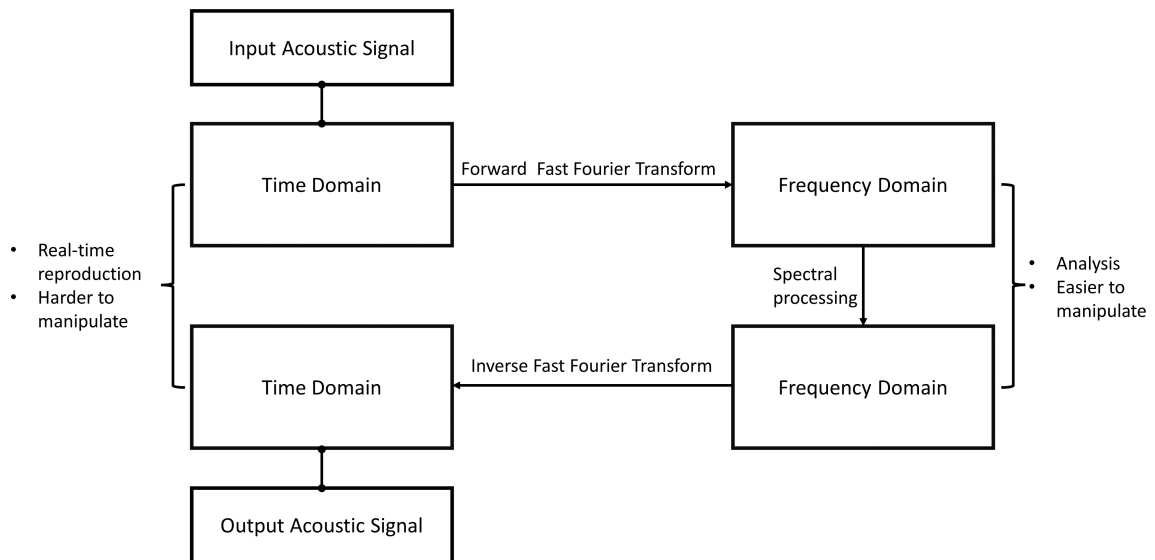 Input Acoustic Signal
Time Domain
Forward  Fast Fourier Transform
Frequency Domain
• Real-time
reproduction
• Harder to
manipulate
Spectral
processing
• Analysis
• Easier to
manipulate
Time Domain
Inverse Fast Fourier Transform
Frequency Domain
Output Acoustic Signal